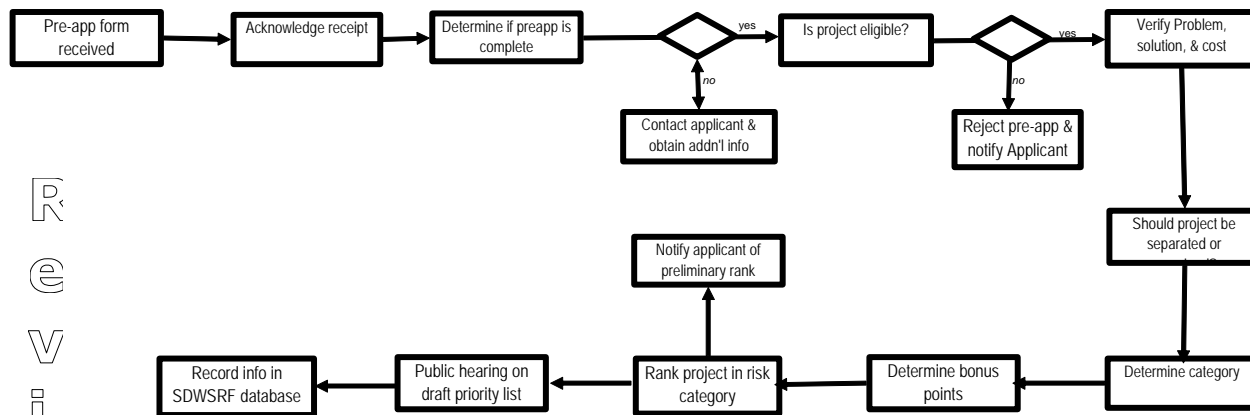 Pre-app form
received
Acknowledge receipt
Determine if preapp is
complete
yes
no
Contact applicant &
obtain addn'l info
Is project eligible?
yes
no
Reject pre-app &
notify Applicant
Verify Problem,
solution, & cost
Should project be
separated or
Determine category
Determine bonus
points
Rank project in risk
category
Notify applicant of
preliminary rank
Public hearing on
draft priority list
Record info in
SDWSRF database
R
e
v
i